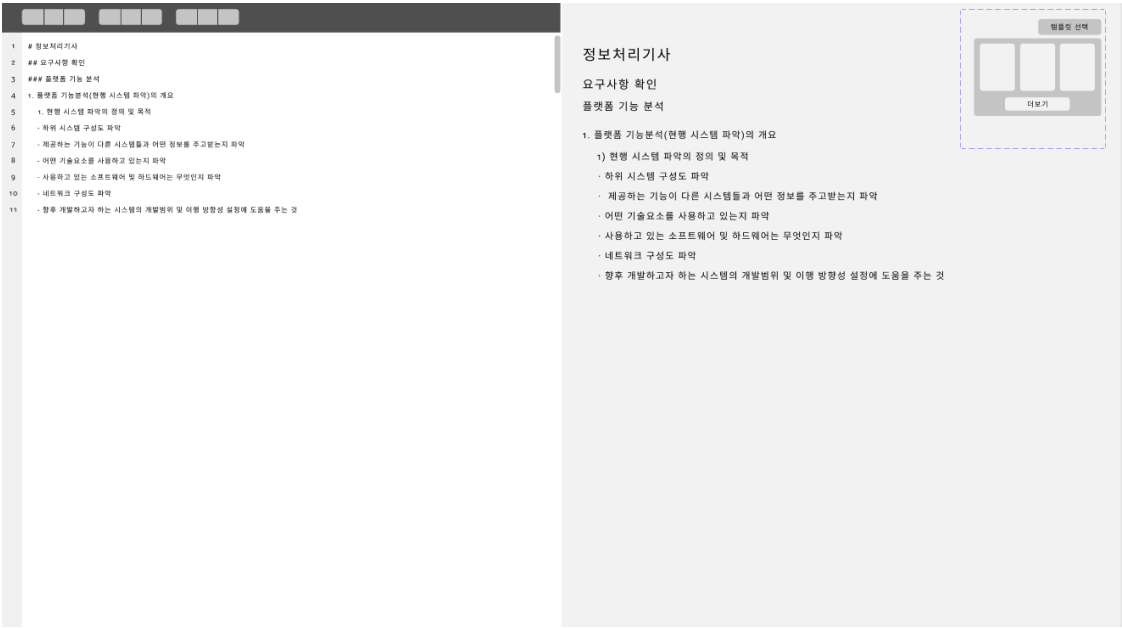 1 # 정보처리기사
2 ## 요구사항 확인
3 ### 플랫폼 기능 분석
4 1. 플랫폼 기능분석(현행 시스템 파악)의 개요
5 1. 현행 시스템 파악의 정의 및 목적
6 - 하위 시스템 구성도 파악
7 - 제공하는 기능이 다른 시스템들과 어떤 정보를 주고받는지 파악
8 - 어떤 기술요소를 사용하고 있는지 파악
9 - 사용하고 있는 소프트웨어 및 하드웨어는 무엇인지 파악
10 - 네트워크 구성도 파악
11 - 향후 개발하고자 하는 시스템의 개발범위 및 이행 방향성 설정에 도움을 주는 것
정보처리기사
요구사항 확인
플랫폼 기능 분석
1. 플랫폼 기능분석(현행 시스템 파악)의 개요
1) 현행 시스템 파악의 정의 및 목적
· 하위 시스템 구성도 파악
· 제공하는 기능이 다른 시스템들과 어떤 정보를 주고받는지 파악
· 어떤 기술요소를 사용하고 있는지 파악
· 사용하고 있는 소프트웨어 및 하드웨어는 무엇인지 파악
· 네트워크 구성도 파악
· 향후 개발하고자 하는 시스템의 개발범위 및 이행 방향성 설정에 도움을 주는 것
템플릿 선택
더보기